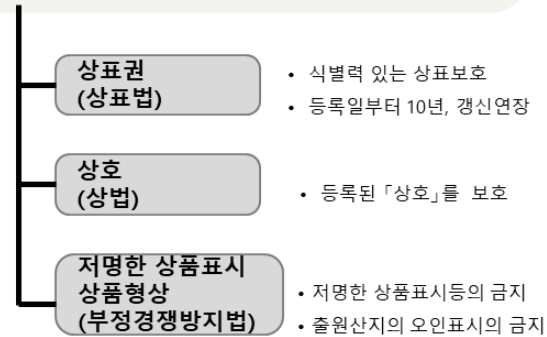 상표권
(상표법)
• 식별력 있는 상표보호
• 등록일부터 10년, 갱신연장
상호
(상법)
• 등록된 「상호」를 보호
저명한 상품표시
상품형상
(부정경쟁방지법)
• 저명한 상품표시등의 금지
• 출원산지의 오인표시의 금지